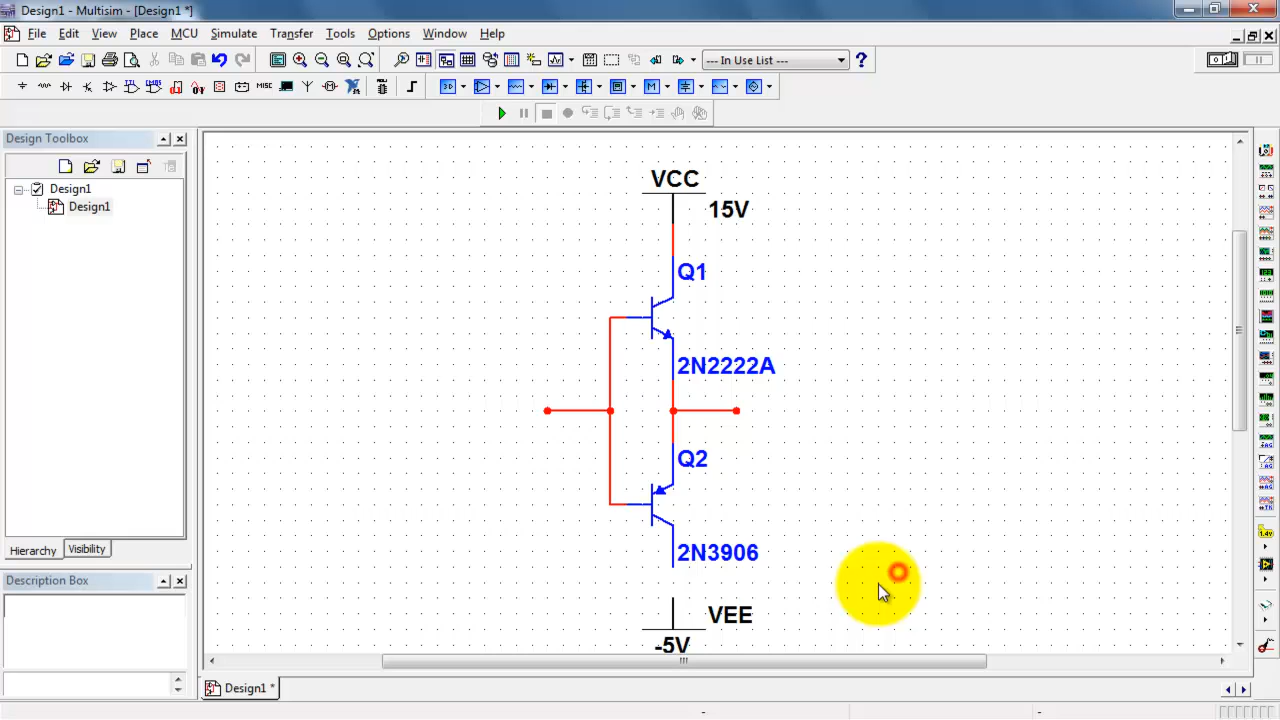 Design1 - Multisim - [Design1 *]
File Edit View Place MCU Simulate Transfer Tools Options Window Help
--- In Use List ---
MISC
Design Toolbox
Design1
Design1
Hierarchy Visibility
Description Box
VCC
15V
Q1
2N2222A
Q2
2N3906
VEE
-5V
Design1 *
- -